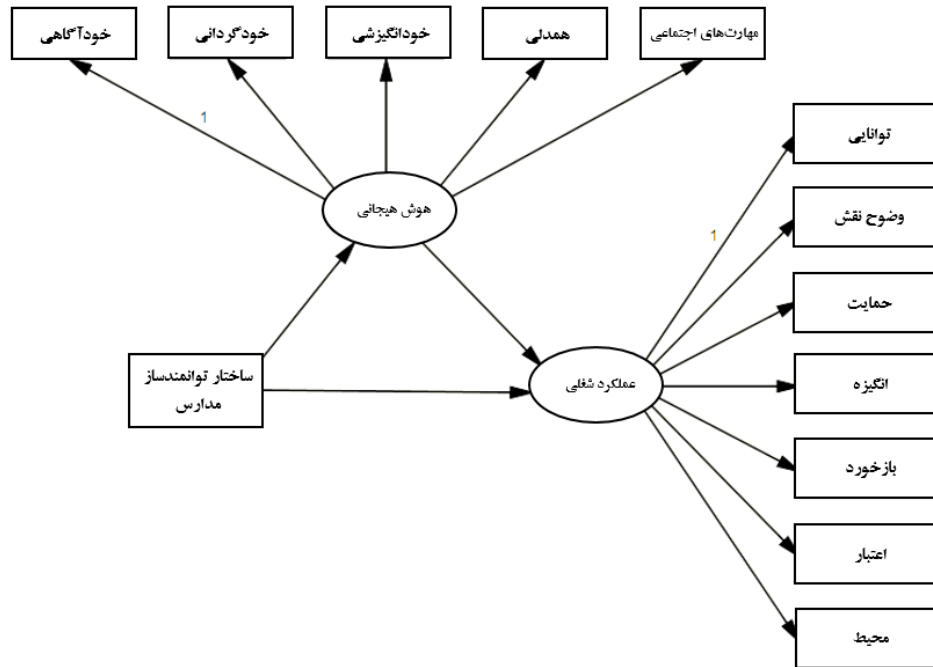 خودآگاهی
خودگردانی
خودانگیزشی
همدلی
مهارت‌های اجتماعی
1
هوش هیجانی
توانایی
وضوح نقش
1
حمایت
ساختار توانمندساز
مدارس
عملکرد شغلی
انگیزه
بازخورد
اعتبار
محیط